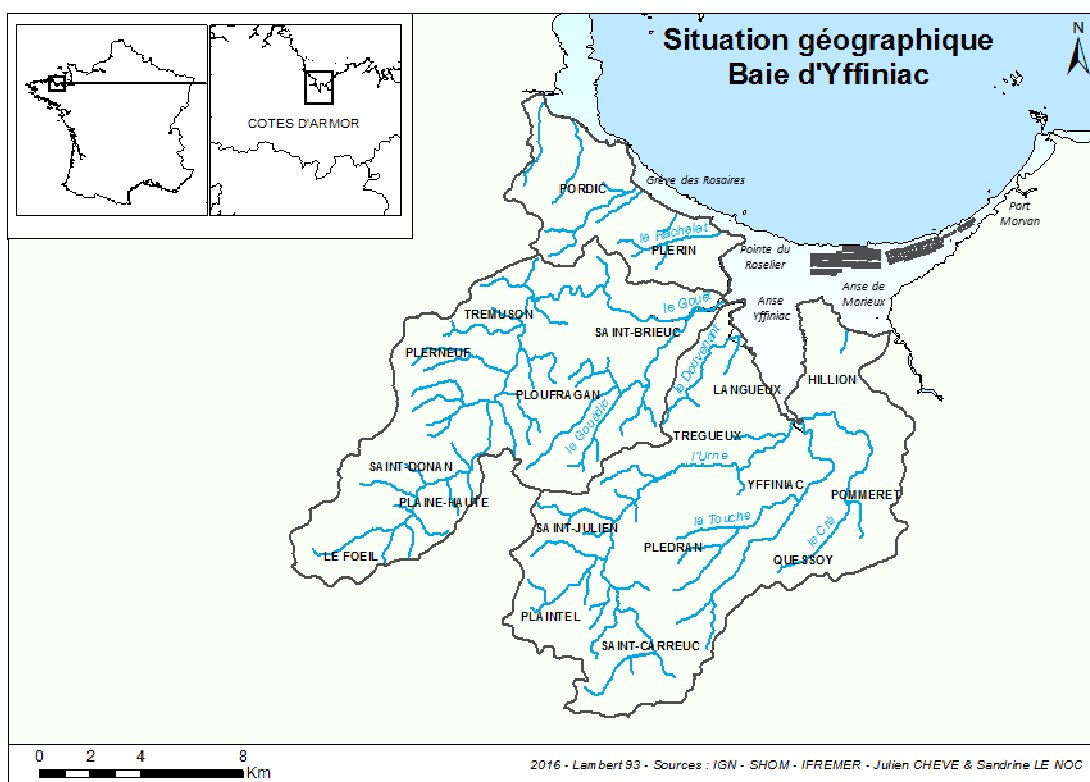 Situation géographique
Baie d'Yffiniac
N
COTES D'ARMOR
PORDIC
Grève des Rosaires
Port
Morvan
le Rachelet
PLERIN
Pointe du
Roselier
Anse de
Morieux
Anse
Yffiniac
le Gouët
TREMUSON
SAINT-BRIEUC
PLERNEUF
le Douvenant
HILLION
LANGUEUX
PLOUFRAGAN
le Gouédic
TREGUEUX
l'Urne
SAINT-DONAN
YFFINIAC
POMMERET
PLAINE-HAUTE
le Touche
SAINT-JULIEN
le Cré
PLEDRAN
LE FOEIL
QUESSOY
PLAINTEL
SAINT-CARREUC
0 2 4 8
Km
2016 - Lambert 93 - Sources : IGN - SHOM - IFREMER - Julien CHEVE & Sandrine LE NOC